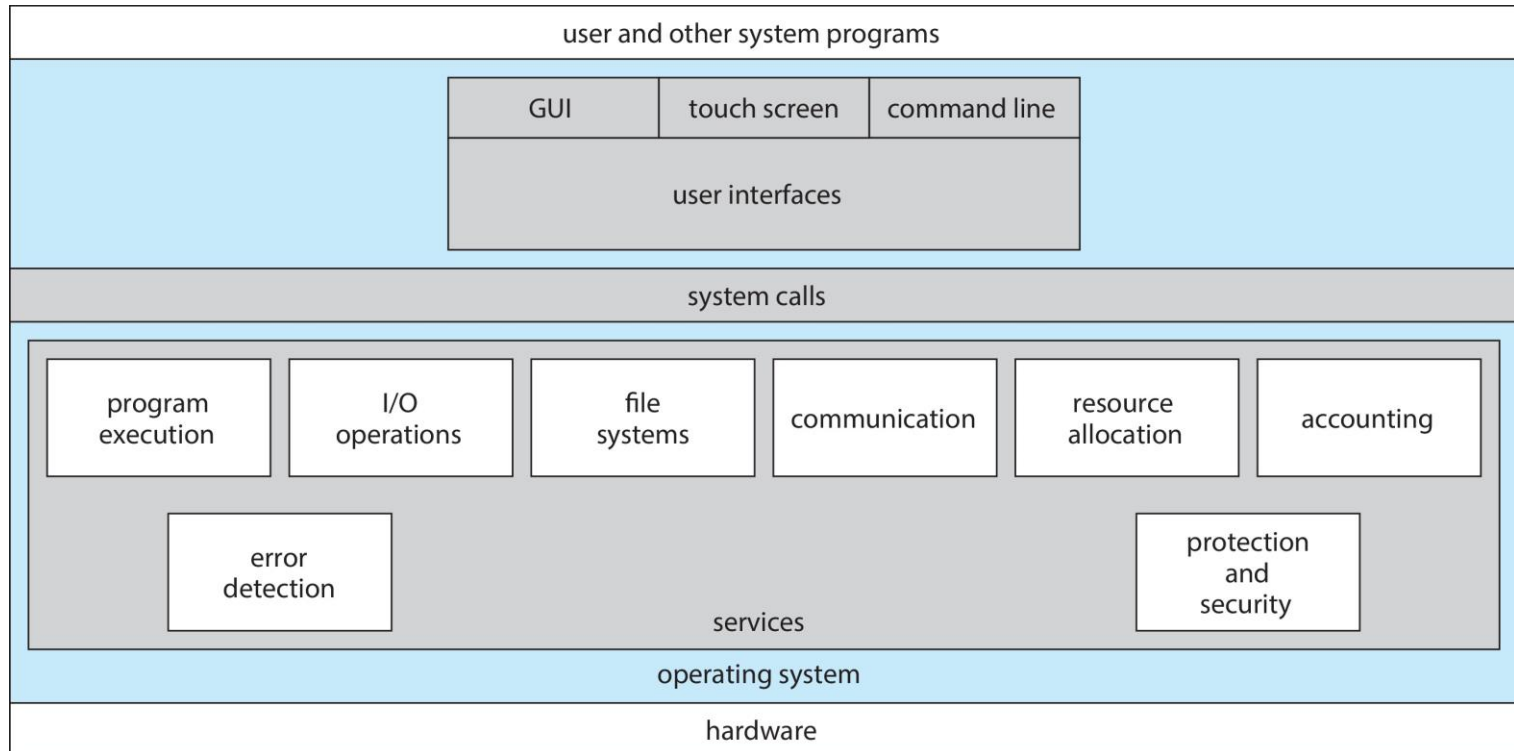 user and other system programs
GUI
touch screen
command line
user interfaces
system calls
program
execution
I/O
operations
file
systems
communication
resource
allocation
accounting
error
detection
protection
and
security
services
operating system
hardware